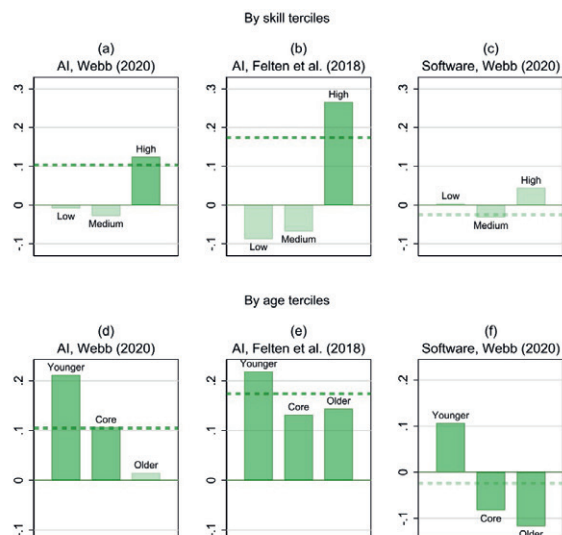 By skill terciles
(a)
AI, Webb (2020)
.3
.2
.1
0
-.1
Low
Medium
High
(b)
AI, Felten et al. (2018)
.3
.2
.1
0
-.1
Low
Medium
High
(c)
Software, Webb (2020)
.3
.2
.1
0
-.1
Low
Medium
High
By age terciles
(d)
AI, Webb (2020)
.2
.1
0
-.1
Younger
Core
Older
(e)
AI, Felten et al. (2018)
.2
.1
0
-.1
Younger
Core
Older
(f)
Software, Webb (2020)
.2
.1
0
-.1
Younger
Core
Older